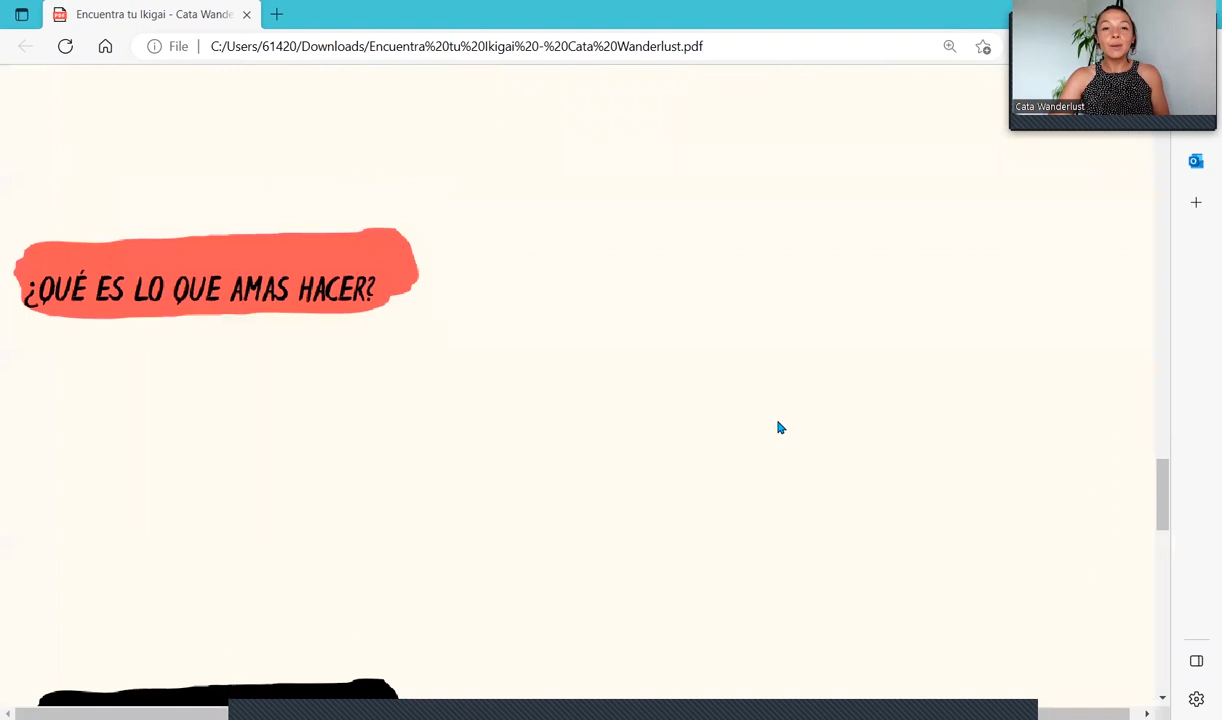 Encuentra tu Ikigai - Cata Wande
File
C:/Users/61420/Downloads/Encuentra%20tu%20Ikigai%20-%20Cata%20Wanderlust.pdf
Cata Wanderlust
¿QUÉ ES LO QUE AMAS HACER?